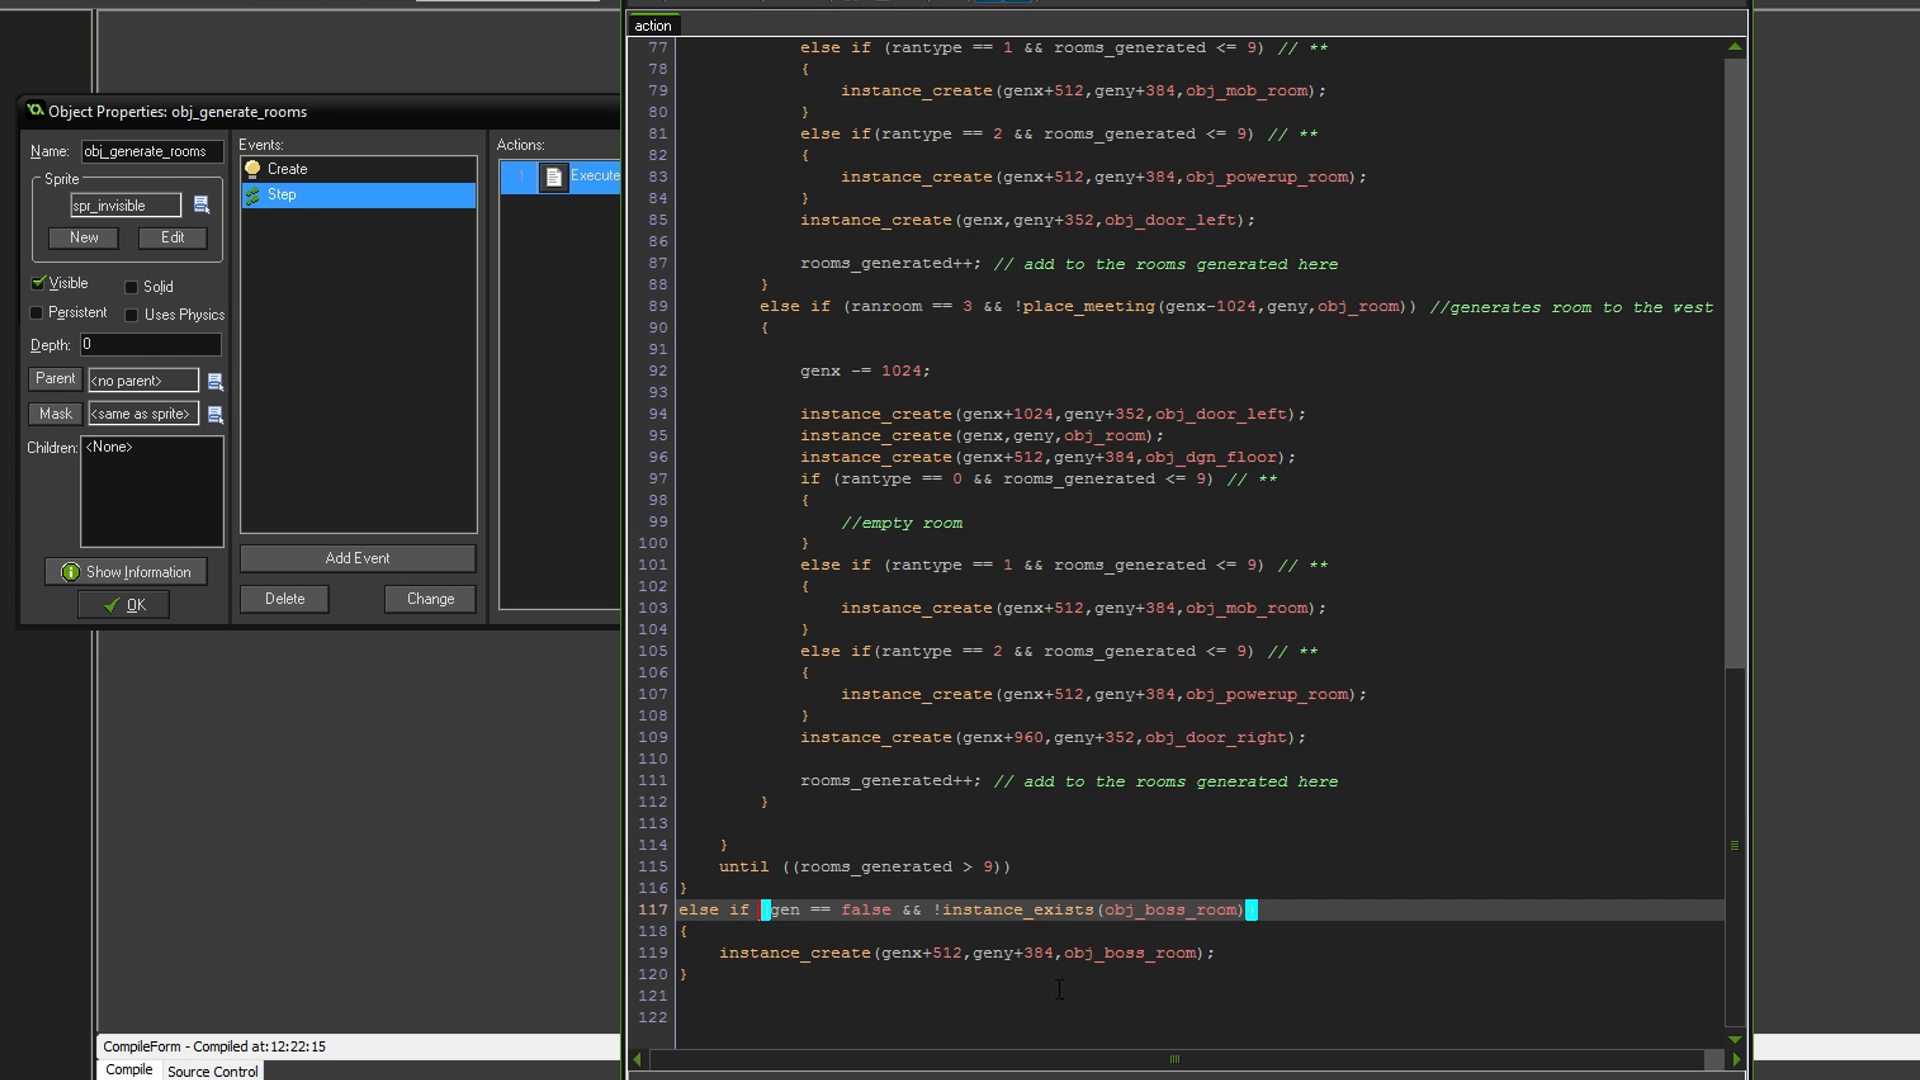 Object Properties: obj_generate_rooms
Name: obj_generate_rooms
Sprite
spr_invisible
New
Edit
Visible
Solid
Persistent
Uses Physics
Depth: 0
Parent <no parent>
Mask <same as sprite>
Children: <None>
Show Information
OK
Events:
Create
Step
Add Event
Delete
Change
Actions:
1 Execute
CompileForm - Compiled at:12:22:15
Compile
Source Control
action
77 else if (rantype == 1 && rooms_generated <= 9) // **
78 {
79 instance_create(genx+512,geny+384,obj_mob_room);
80 }
81 else if(rantype == 2 && rooms_generated <= 9) // **
82 {
83 instance_create(genx+512,geny+384,obj_powerup_room);
84 }
85 instance_create(genx,geny+352,obj_door_left);
86
87 rooms_generated++; // add to the rooms generated here
88 }
89 else if (ranroom == 3 && !place_meeting(genx-1024,geny,obj_room)) //generates room to the west
90 {
91
92 genx -= 1024;
93
94 instance_create(genx+1024,geny+352,obj_door_left);
95 instance_create(genx,geny,obj_room);
96 instance_create(genx+512,geny+384,obj_dgn_floor);
97 if (rantype == 0 && rooms_generated <= 9) // **
98 {
99 //empty room
100 }
101 else if (rantype == 1 && rooms_generated <= 9) // **
102 {
103 instance_create(genx+512,geny+384,obj_mob_room);
104 }
105 else if(rantype == 2 && rooms_generated <= 9) // **
106 {
107 instance_create(genx+512,geny+384,obj_powerup_room);
108 }
109 instance_create(genx+960,geny+352,obj_door_right);
110
111 rooms_generated++; // add to the rooms generated here
112 }
113
114 }
115 until ((rooms_generated > 9))
116 }
117 else if (gen == false && !instance_exists(obj_boss_room))
118 {
119 instance_create(genx+512,geny+384,obj_boss_room);
120 }
121
122